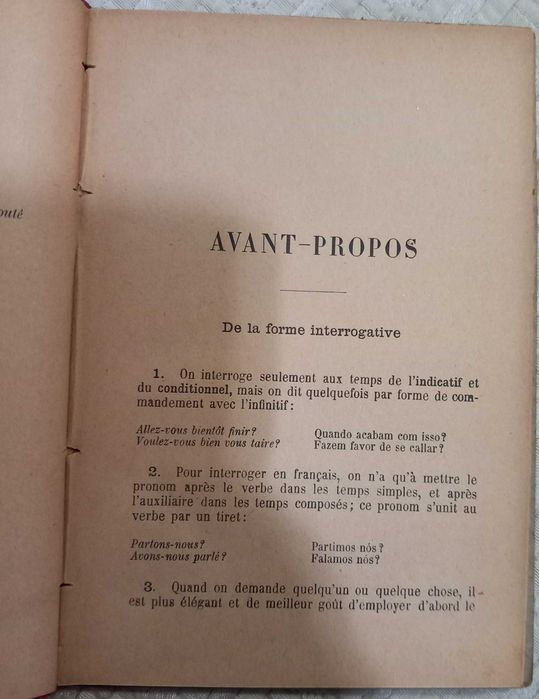 outé
AVANT-PROPOS
De la forme interrogative
1. On interroge seulement aux temps de l'indicatif et
du conditionnel, mais on dit quelquefois par forme de com-
mandement avec l'infinitif :
Allez-vous bientôt finir? Quando acabam com isso?
Voulez-vous bien vous taire? Fazem favor de se callar?
2. Pour interroger en français, on n'a qu'à mettre le
pronom après le verbe dans les temps simples, et après
l'auxiliaire dans les temps composés ; ce pronom s'unit au
verbe par un tiret :
Partons-nous? Partimos nós?
Avons-nous parlé? Falamos nós?
3. Quand on demande quelqu'un ou quelque chose, il
est plus élégant et de meilleur goût d'employer d'abord le